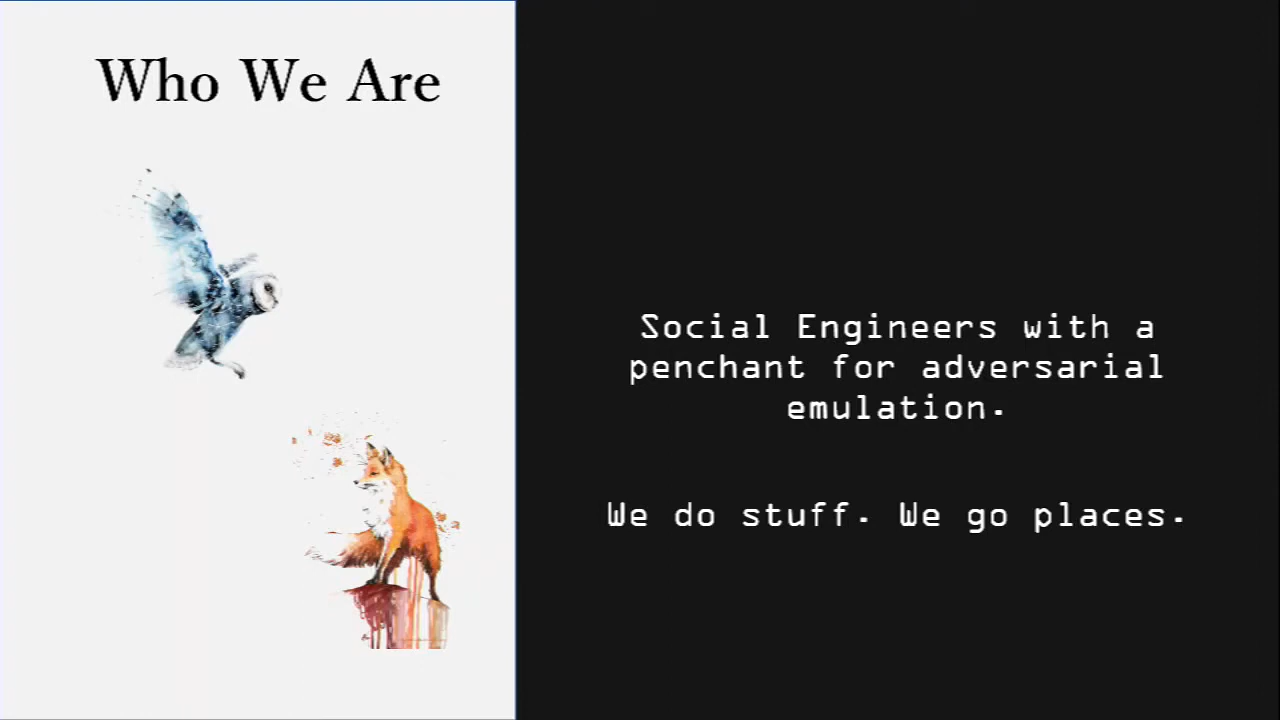 Who We Are
Social Engineers with a
penchant for adversarial
emulation.
We do stuff. We go places.